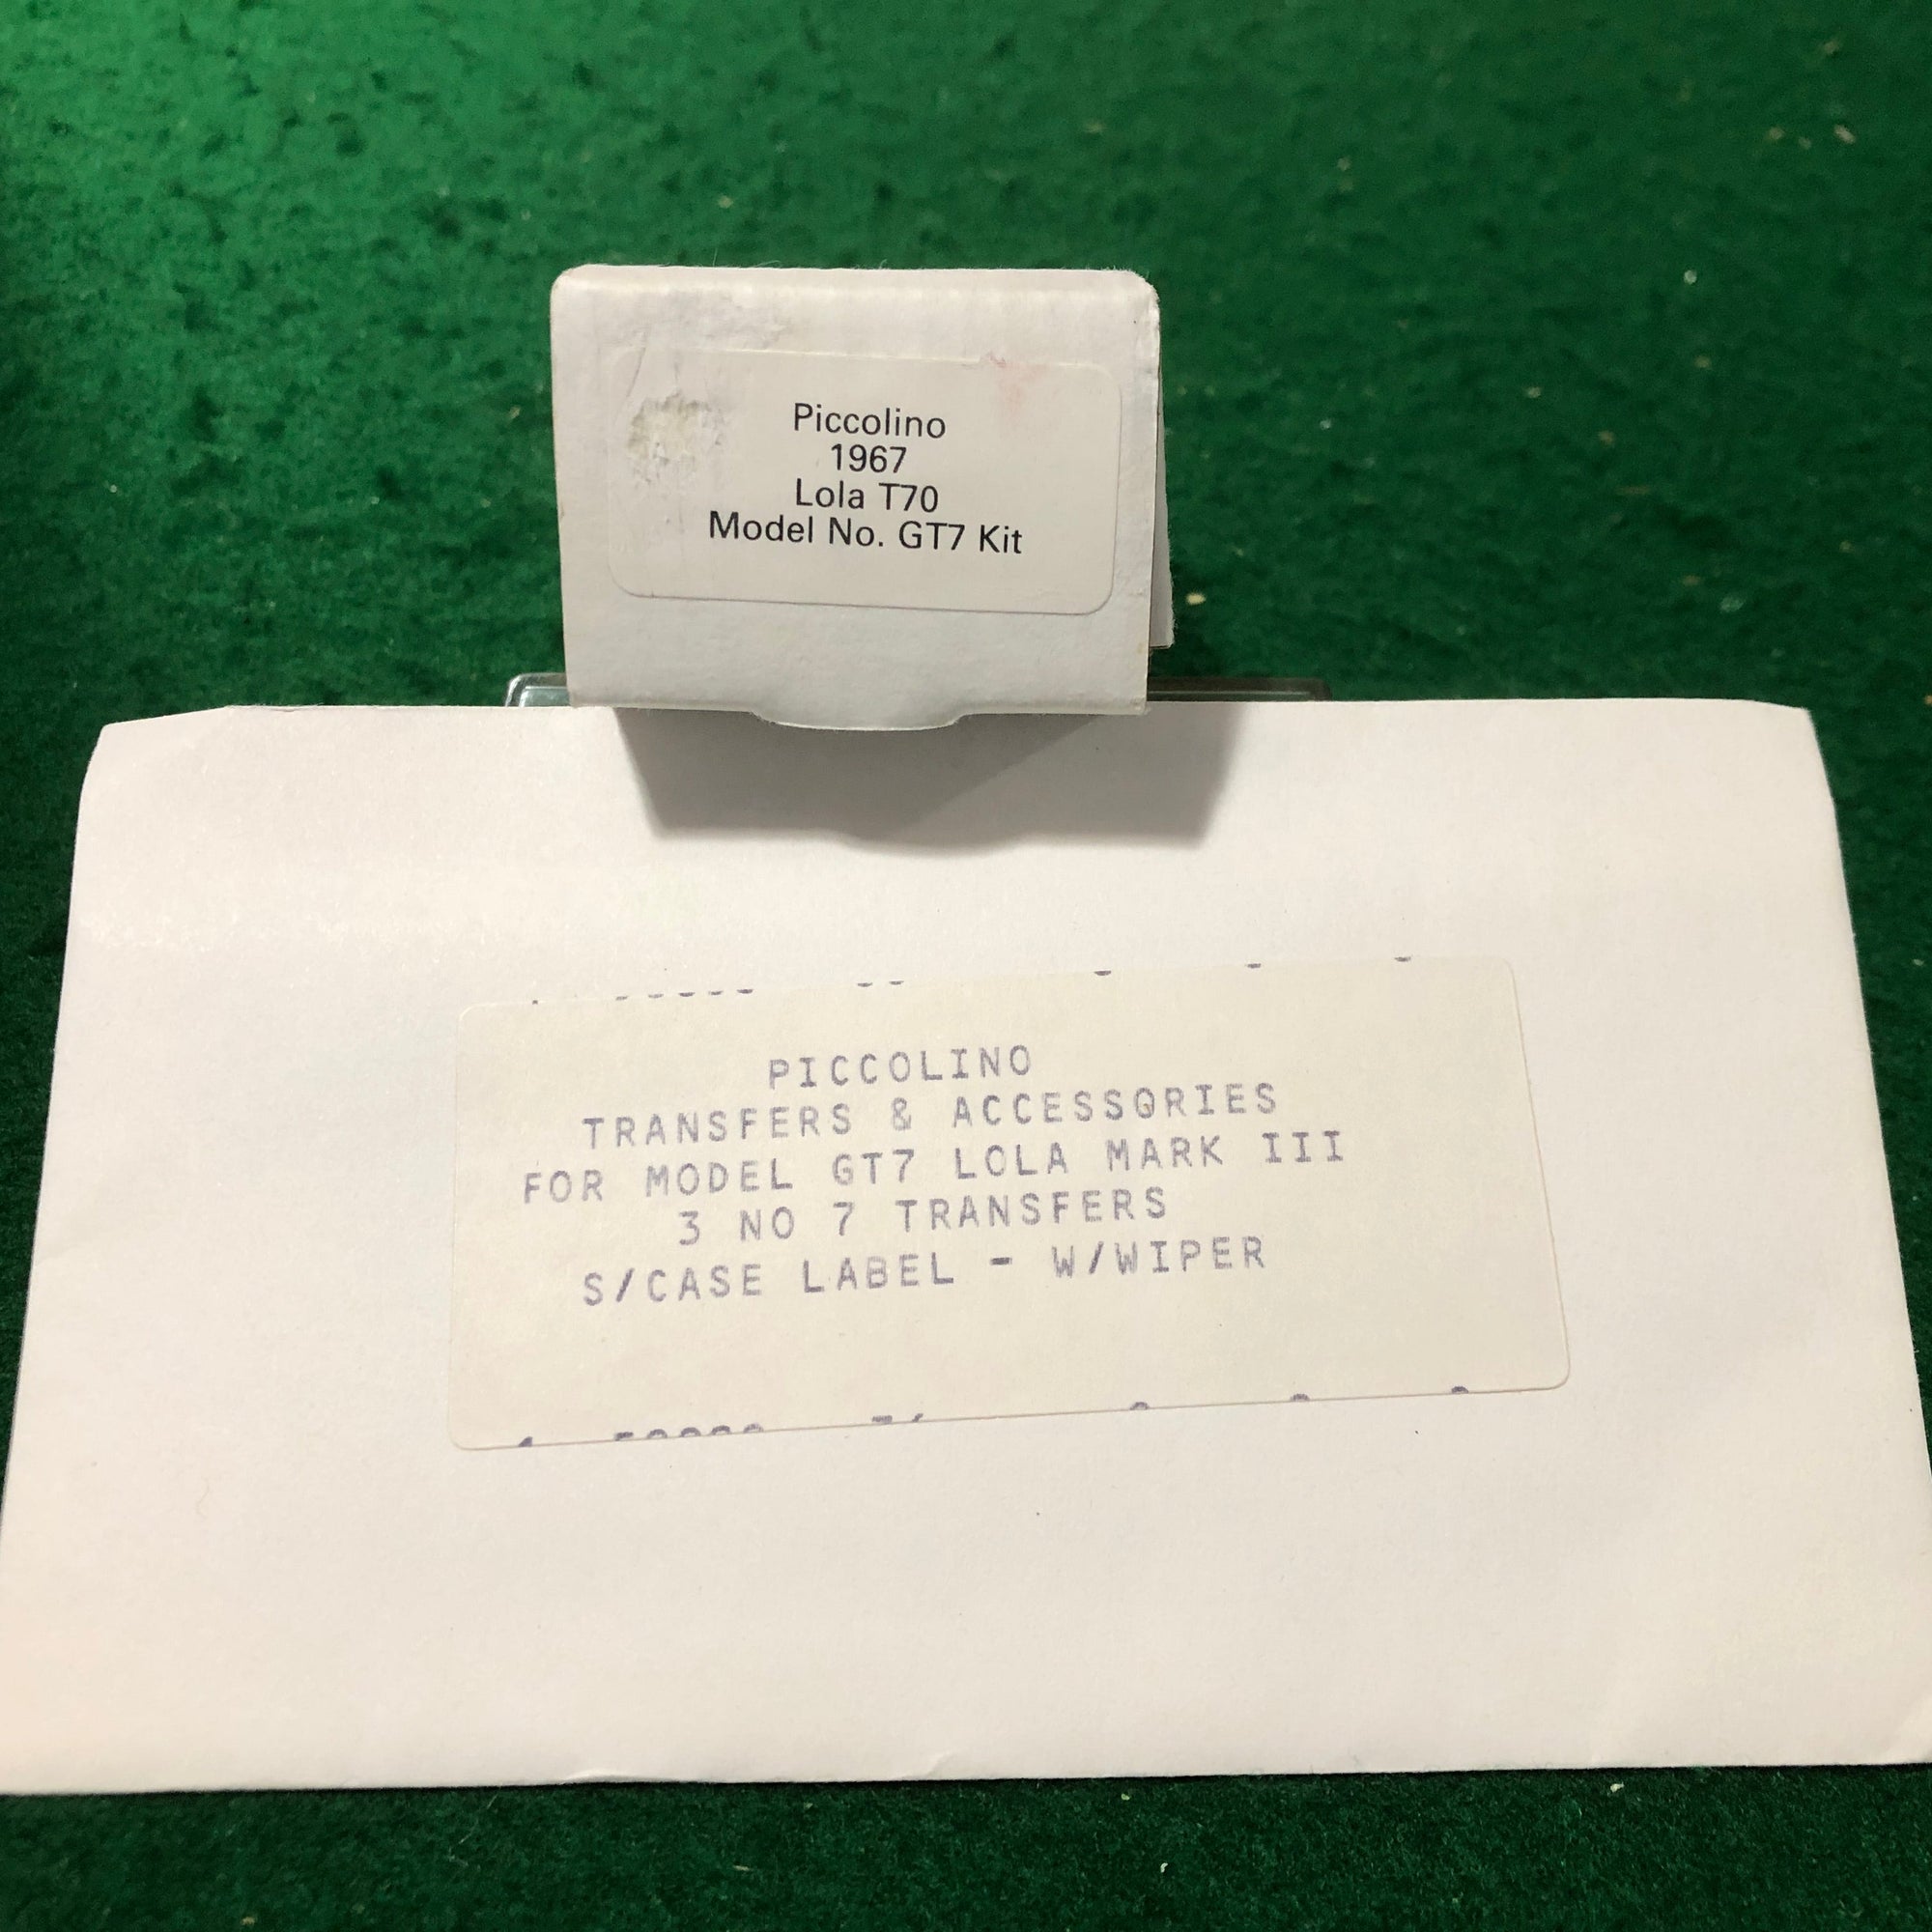 Piccolino
1967
Lola T70
Model No. GT7 Kit
PICCOLINO
TRANSFERS & ACCESSORIES
FOR MODEL GT7 LOLA MARK III
3 NO 7 TRANSFERS
S/CASE LABEL - W/WIPER